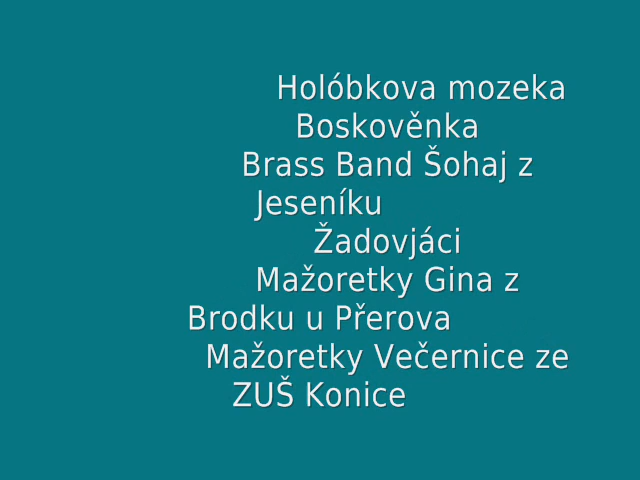 Holóbkova mozeka
Boskověnka
Brass Band Šohaj z
Jeseníku
Žadovjáci
Mažoretky Gina z
Brodku u Přerova
Mažoretky Večernice ze
ZUŠ Konice